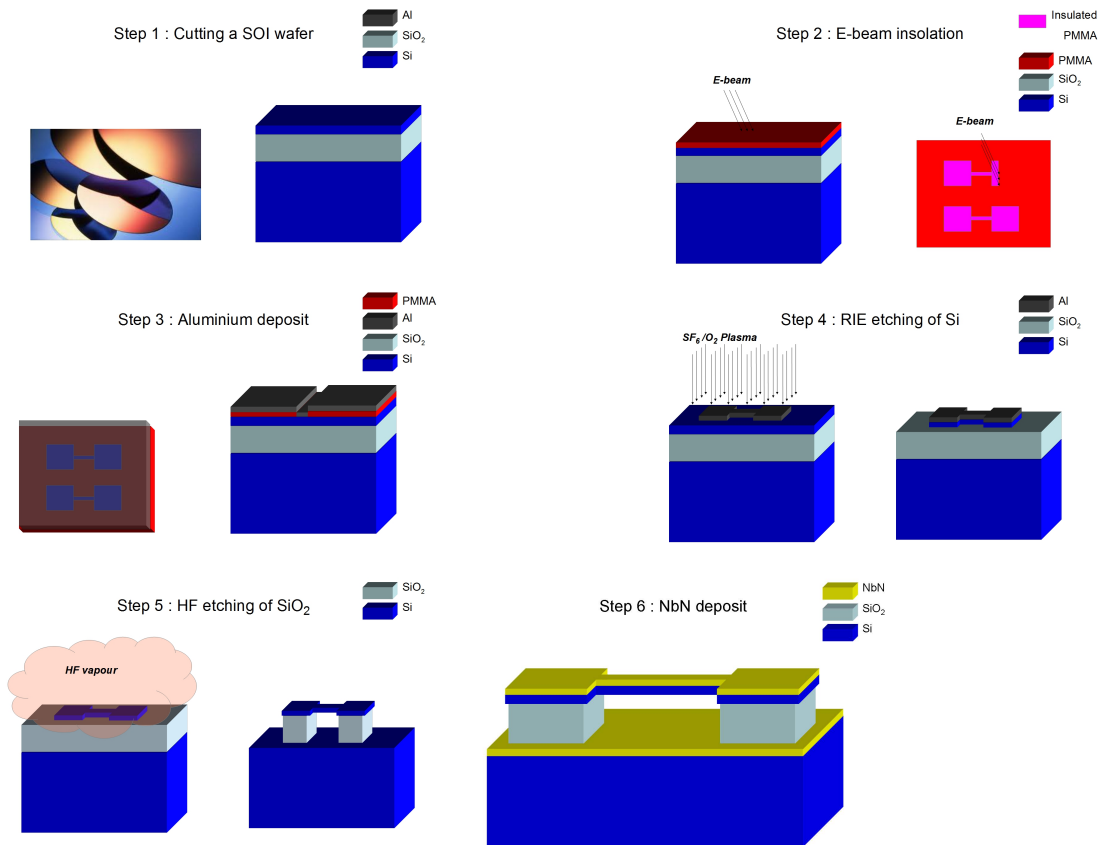 Step 1 : Cutting a SOI wafer
Al
SiO2
Si
Step 2 : E-beam insolation
Insulated
PMMA
PMMA
SiO2
Si
E-beam
E-beam
Step 3 : Aluminium deposit
PMMA
Al
SiO2
Si
Step 4 : RIE etching of Si
Al
SiO2
Si
SF6 /O2 Plasma
Step 5 : HF etching of SiO2
SiO2
Si
HF vapour
Step 6 : NbN deposit
NbN
SiO2
Si